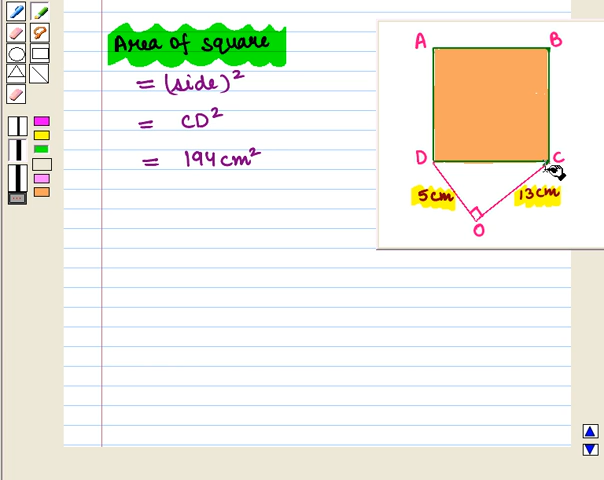 Area of square
= (side)²
= CD²
= 194 cm²
A B
D C
5cm 13cm
O